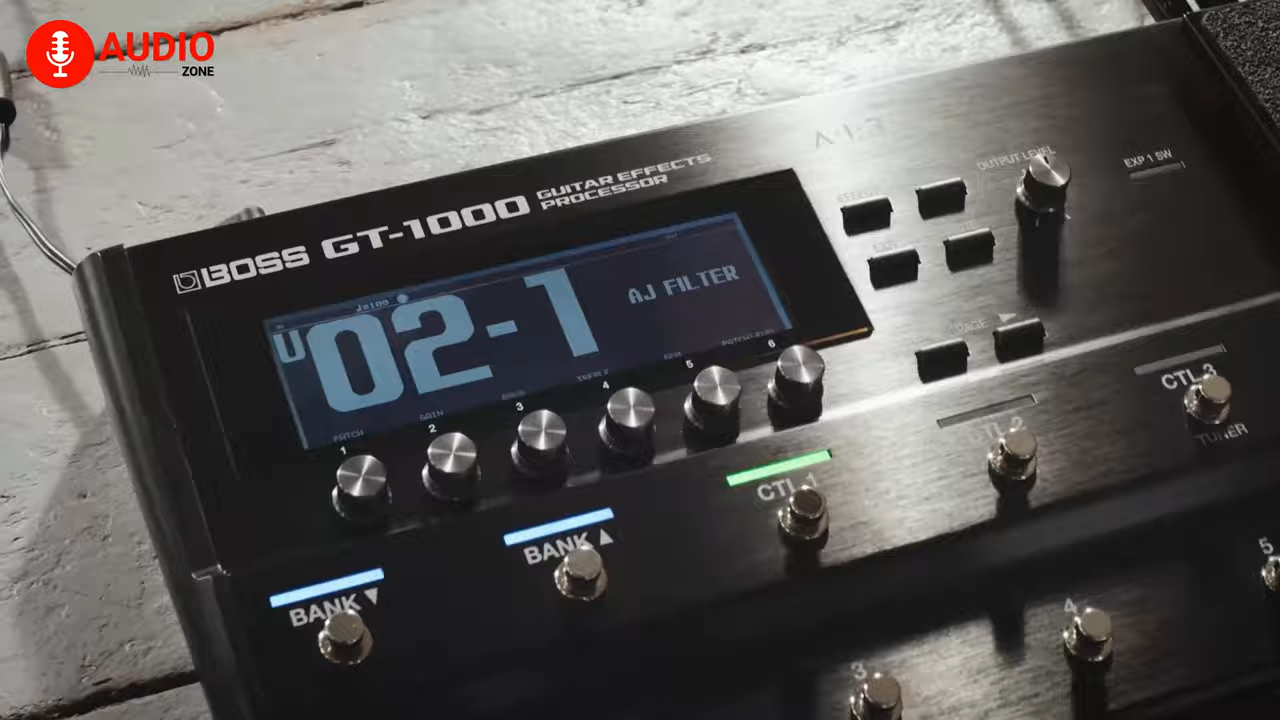 AUDIO
ZONE
BOSS GT-1000 GUITAR EFFECTS
PROCESSOR
OUTPUT LEVEL
EXP 1 SW
U02-1
AJ FILTER
PAGE
PATCH
GAIN
1
2
3
4
5
6
BANK ▼
BANK ▲
CTL 1
CTL 2
CTL 3
TUNER
3
4
5